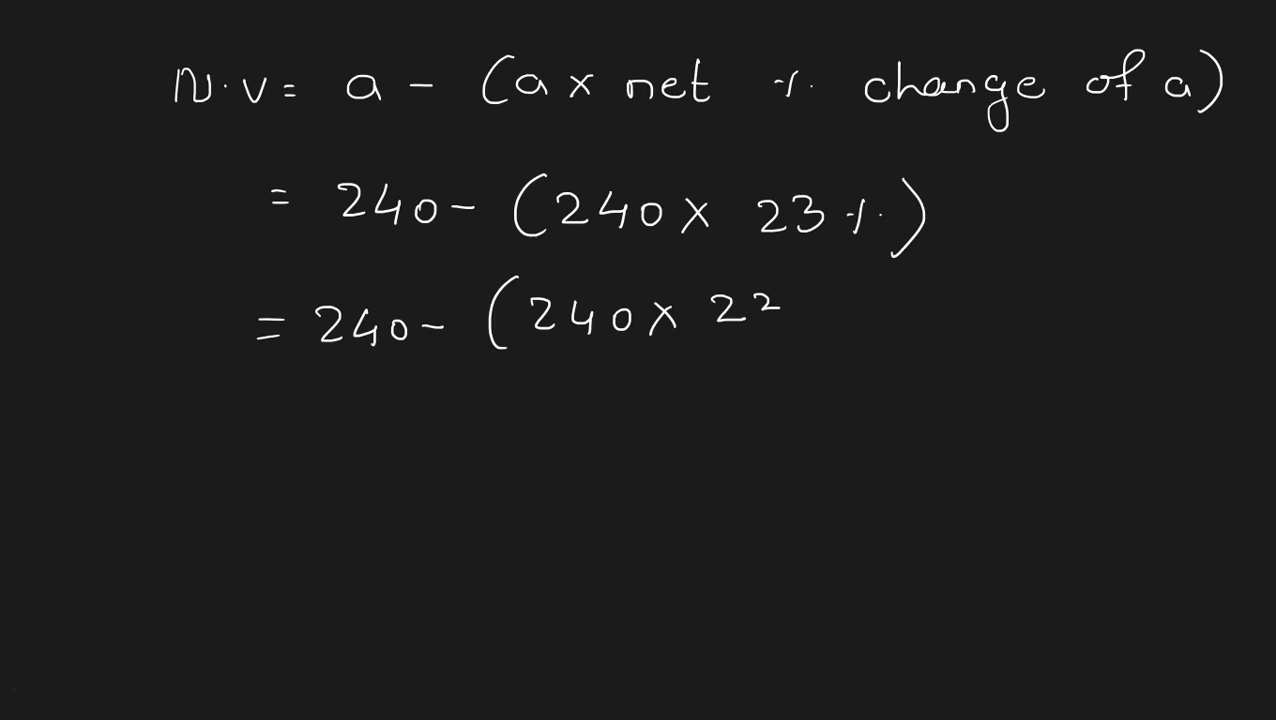 N.v = a - (a x net % change of a)
= 240 - (240 x 23 %)
= 240 - (240 x 22